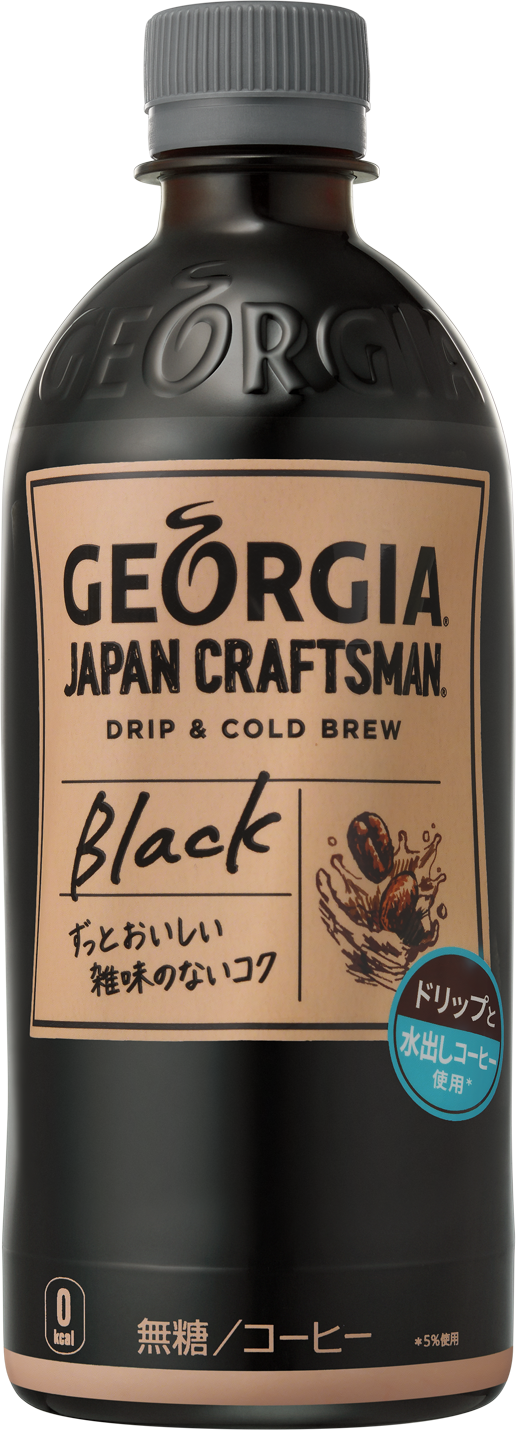 GEORGIA
GEORGIA®
JAPAN CRAFTSMAN®
DRIP & COLD BREW
Black
ずっとおいしい
雑味のないコク
ドリップと
水出しコーヒー
使用*
0
kcal
無糖/コーヒー
*5%使用